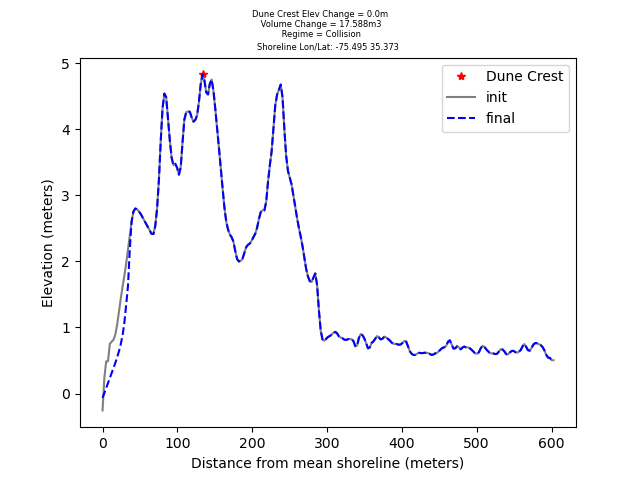 Dune Crest Elev Change = 0.0m
Volume Change = 17.588m3
Regime = Collision
Shoreline Lon/Lat: -75.495 35.373
Dune Crest
init
final
5
4
3
2
1
0
Elevation (meters)
0 100 200 300 400 500 600
Distance from mean shoreline (meters)